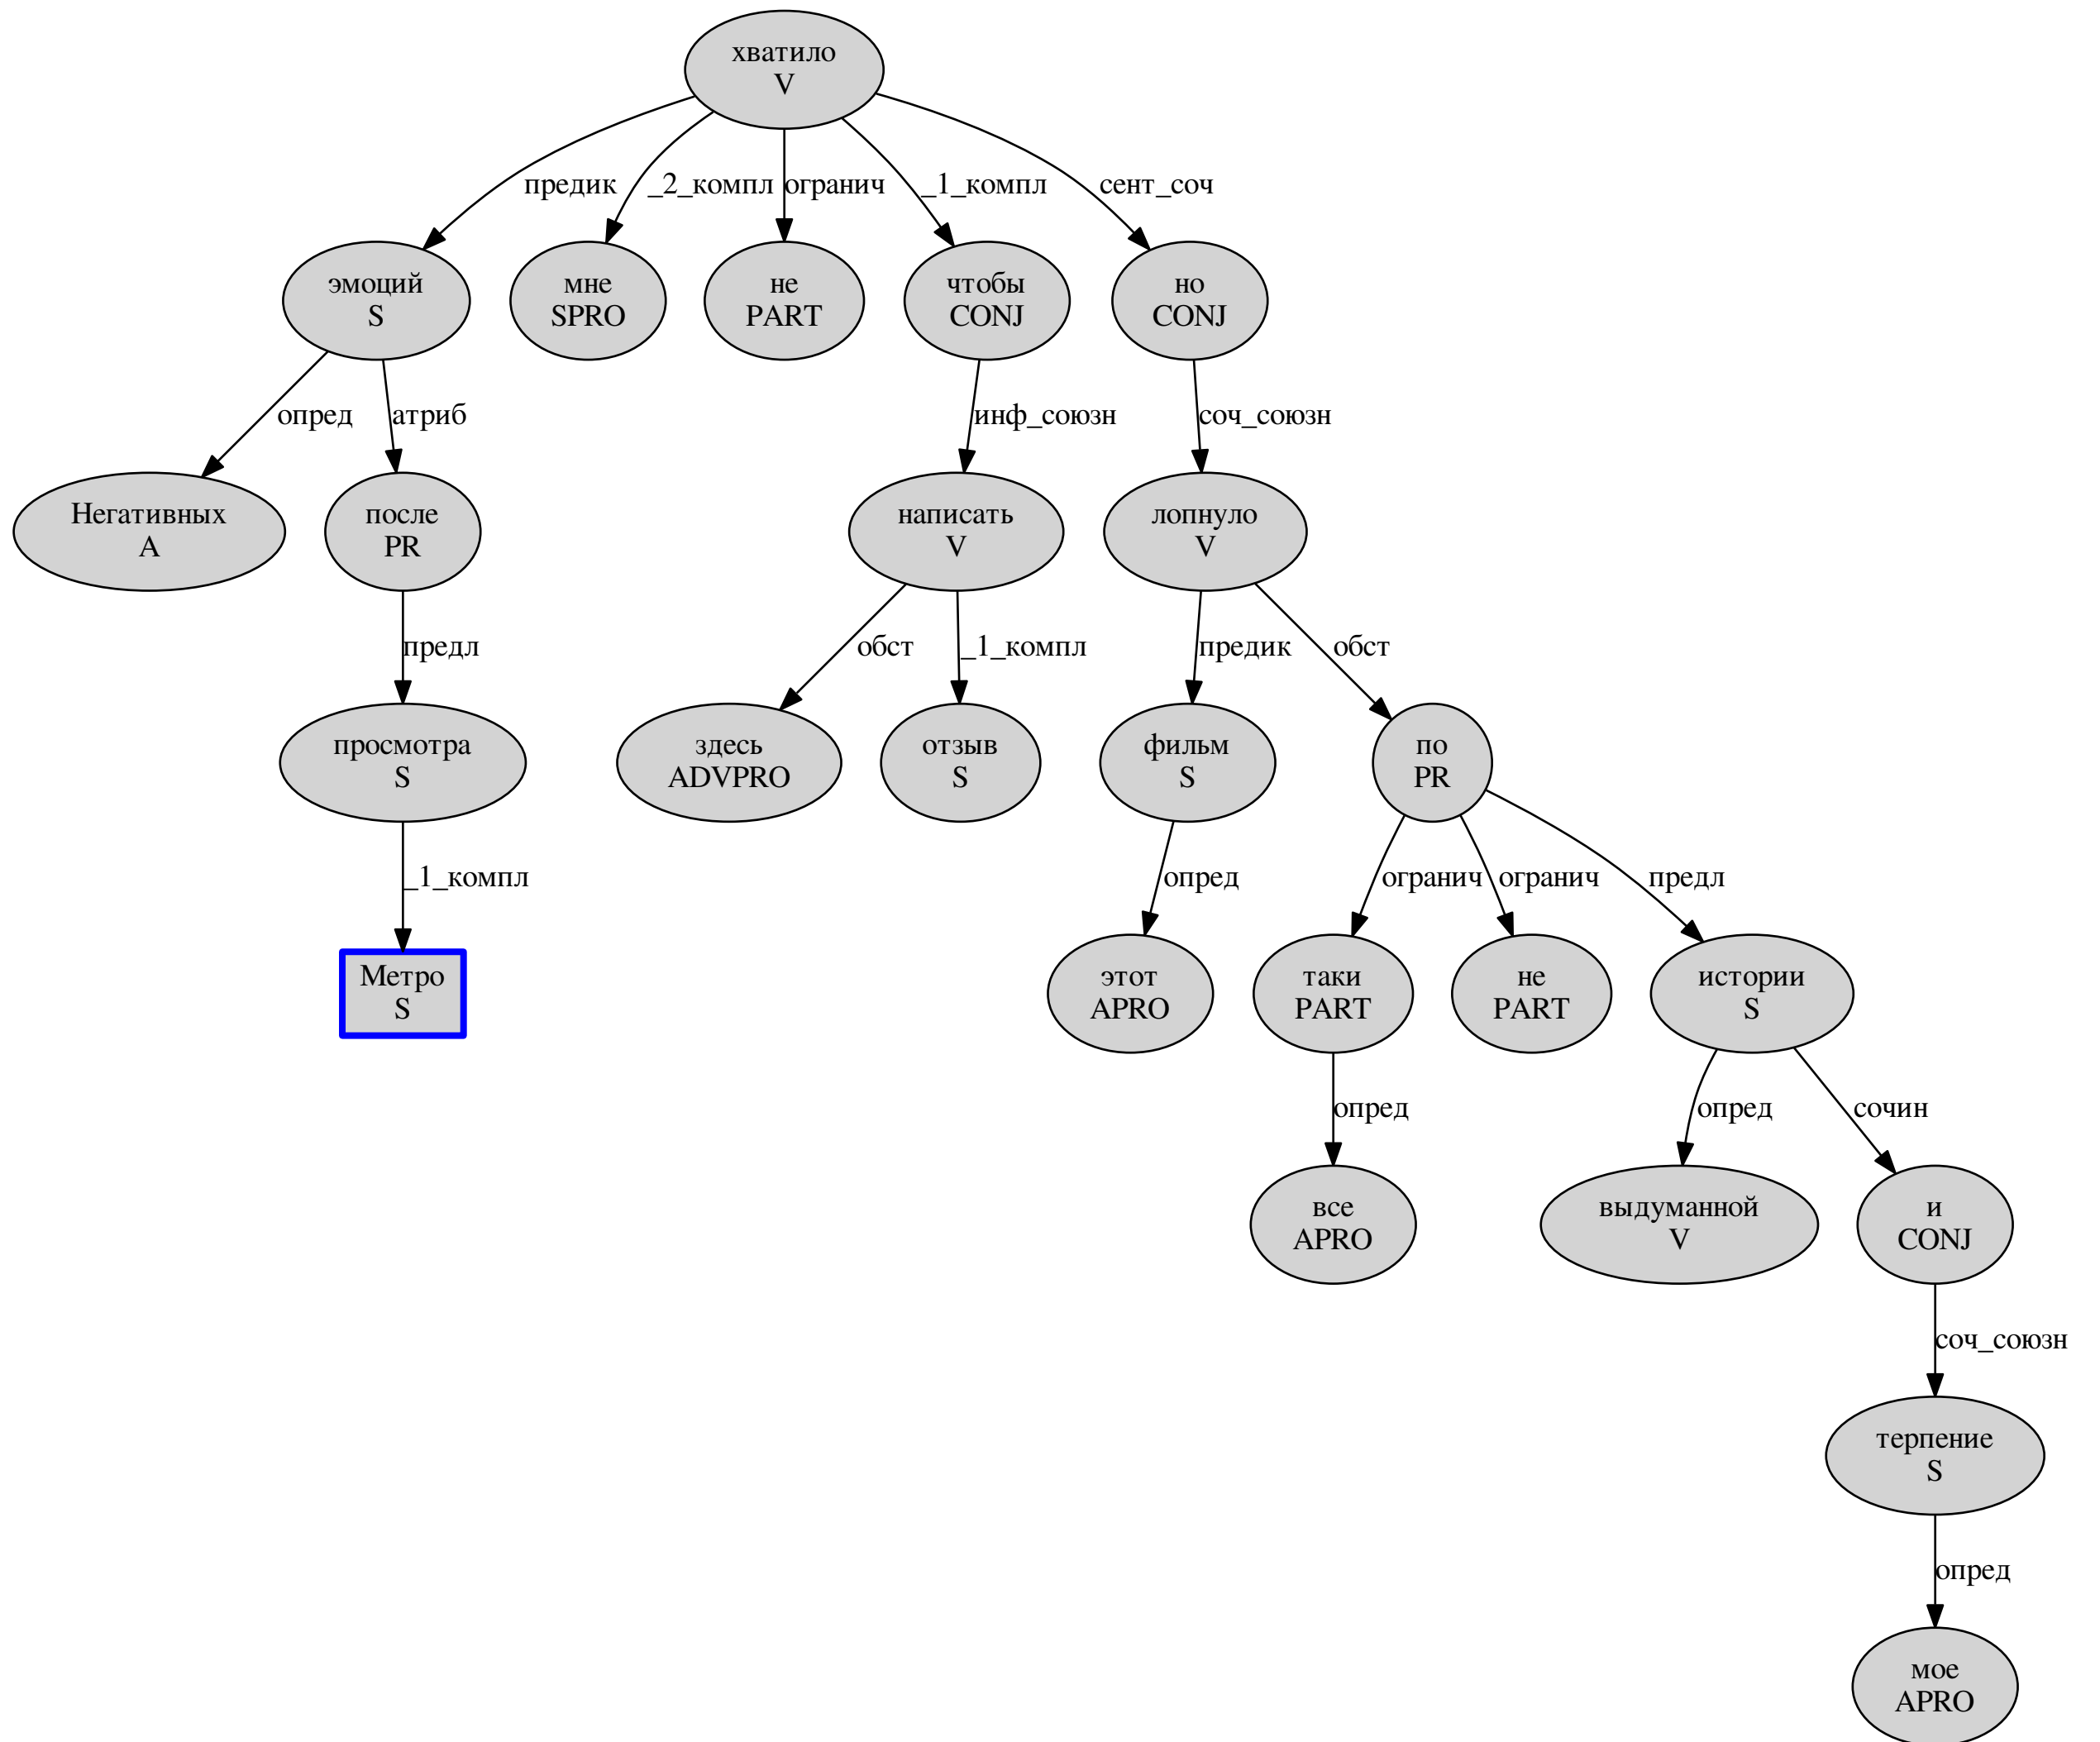 хватило
V
предик
_2_компл
огранич
_1_компл
сент_соч
эмоций
S
мне
SPRO
не
PART
чтобы
CONJ
но
CONJ
опред
атриб
инф_союзн
соч_союзн
Негативных
A
после
PR
написать
V
лопнуло
V
предл
обст
_1_компл
предик
обст
просмотра
S
здесь
ADVPRO
отзыв
S
фильм
S
по
PR
_1_компл
опред
огранич
огранич
предл
Метро
S
этот
APRO
таки
PART
не
PART
истории
S
опред
опред
сочин
все
APRO
выдуманной
V
и
CONJ
соч_союзн
терпение
S
опред
мое
APRO